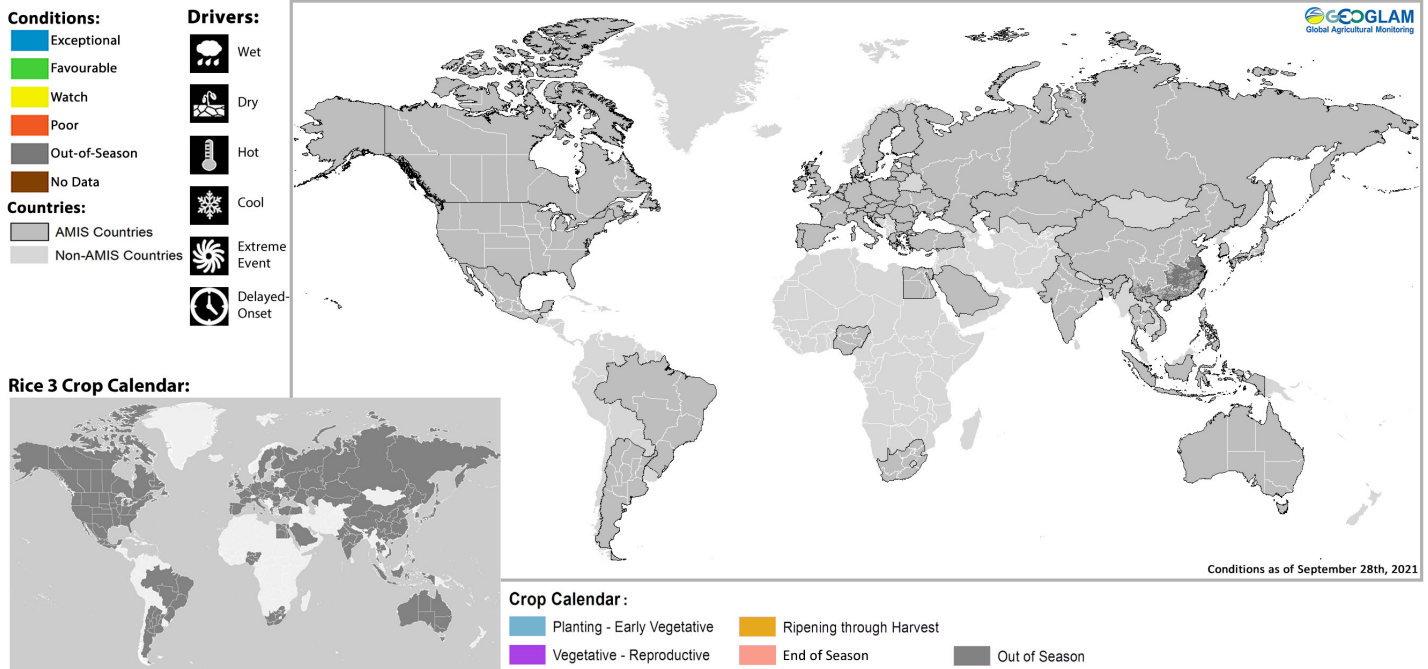 Conditions:
Exceptional
Favourable
Watch
Poor
Out-of-Season
No Data
Countries:
AMIS Countries
Non-AMIS Countries
Drivers:
Wet
Dry
Hot
Cool
Extreme
Event
Delayed-
Onset
GEOGLAM
Global Agricultural Monitoring
Conditions as of September 28th, 2021
Rice 3 Crop Calendar:
Crop Calendar :
Planting - Early Vegetative
Vegetative - Reproductive
Ripening through Harvest
End of Season
Out of Season